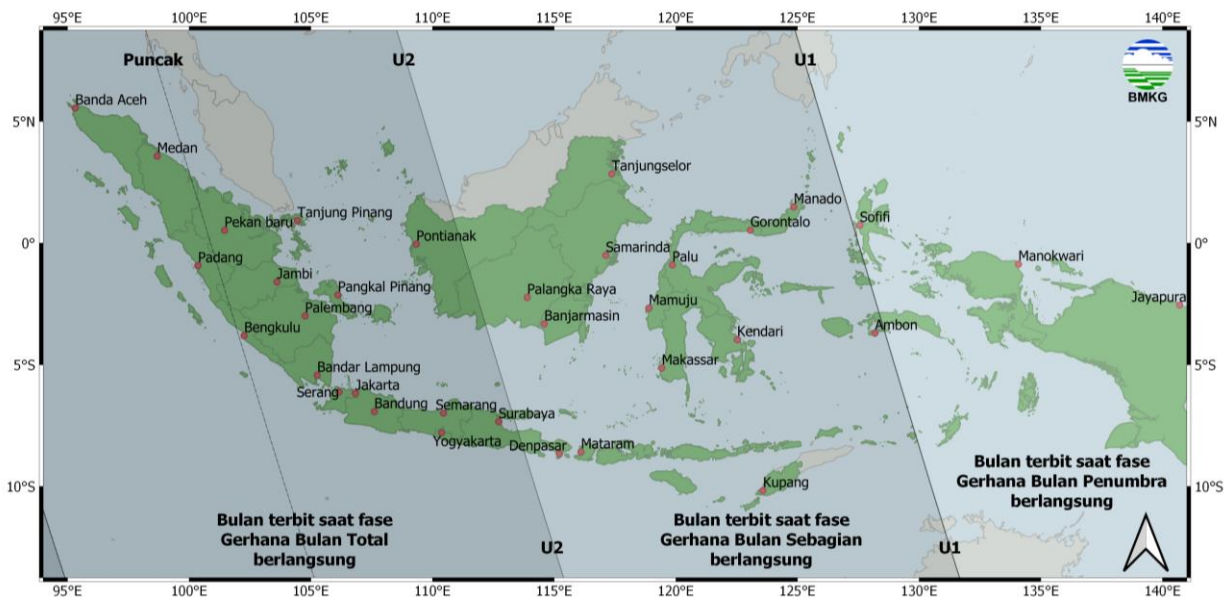 95°E 100°E 105°E 110°E 115°E 120°E 125°E 130°E 135°E 140°E
Puncak U2 U1
BMKG
Banda Aceh
5°N 5°N
Medan
Tanjungselor
Tanjung Pinang Manado
Pekan baru Gorontalo Sofifi
0° Pontianak 0°
Samarinda
Padang Palu Manokwari
Jambi
Pangkal Pinang Palangka Raya Jayapura
Palembang Mamuju
Bengkulu Banjarmasin Kendari Ambon
5°S Makassar 5°S
Bandar Lampung
Serang Jakarta
Bandung Semarang Surabaya
Yogyakarta Denpasar Mataram
Bulan terbit saat fase
Gerhana Bulan Penumbra
berlangsung
10°S Kupang 10°S
Bulan terbit saat fase
Gerhana Bulan Total
berlangsung
Bulan terbit saat fase
Gerhana Bulan Sebagian
berlangsung
U2 U1
95°E 100°E 105°E 110°E 115°E 120°E 125°E 130°E 135°E 140°E